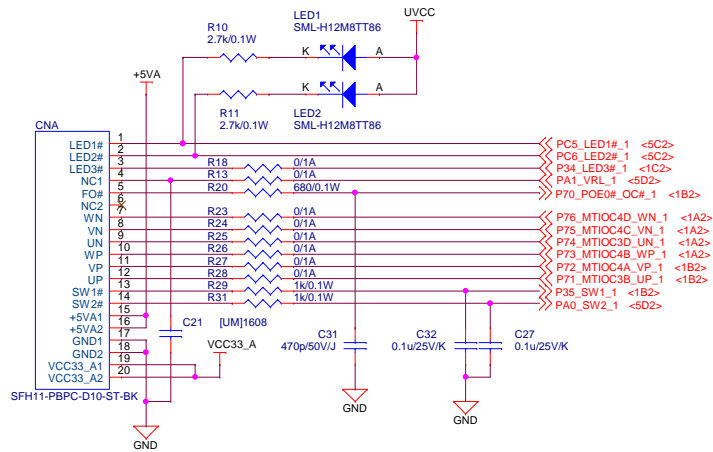 LED1
SML-H12M8TT86
UVCC
R10
2.7k/0.1W
K
A
+5VA
K
A
R11
2.7k/0.1W
LED2
SML-H12M8TT86
CNA
LED1# 1 PC5_LED1#_1 <5C2>
LED2# 2 PC6_LED2#_1 <5C2>
LED3# 3 R18 0/1A P34_LED3#_1 <1C2>
NC1 4 R13 0/1A PA1_VRL_1 <5D2>
FO# 5 R20 680/0.1W P70_POE0#_OC#_1 <1B2>
NC2 6
WN 7 R23 0/1A P76_MTIOC4D_WN_1 <1A2>
VN 8 R24 0/1A P75_MTIOC4C_VN_1 <1A2>
UN 9 R25 0/1A P74_MTIOC3D_UN_1 <1A2>
WP 10 R26 0/1A P73_MTIOC4B_WP_1 <1A2>
VP 11 R27 0/1A P72_MTIOC4A_VP_1 <1B2>
UP 12 R28 0/1A P71_MTIOC3B_UP_1 <1B2>
SW1# 13 R29 1k/0.1W P35_SW1_1 <1B2>
SW2# 14 R31 1k/0.1W PA0_SW2_1 <5D2>
+5VA1 15
+5VA2 16
GND1 17
GND2 18
VCC33_A1 19
VCC33_A2 20
SFH11-PBPC-D10-ST-BK
C21
[UM]1608
VCC33_A
C31
470p/50V/J
C32
0.1u/25V/K
C27
0.1u/25V/K
GND
GND
GND